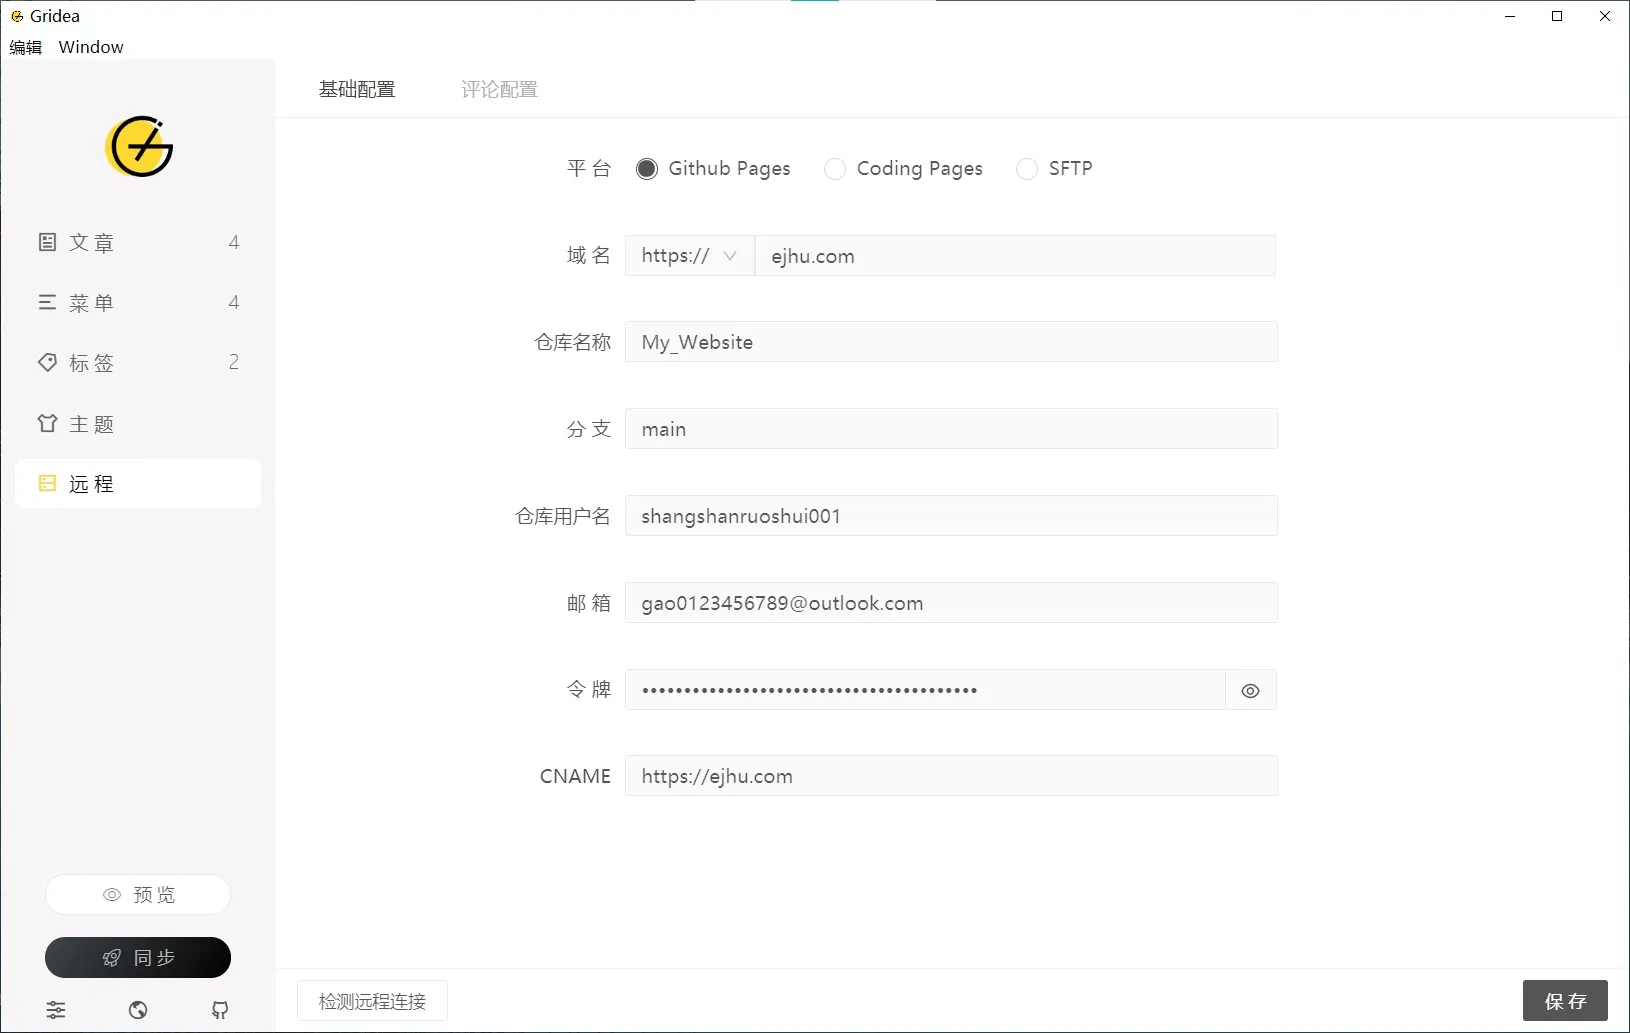 Gridea
编辑 Window
基础配置 评论配置
平台 Github Pages Coding Pages SFTP
文章 4
域名 https:// ejhu.com
菜单 4
仓库名称 My_Website
标签 2
主题
分支 main
远程
仓库用户名 shangshanruoshui001
邮箱 gao0123456789@outlook.com
令牌 ••••••••••••••••••••••••••••••••••••••••
CNAME https://ejhu.com
预览
同步
检测远程连接
保存